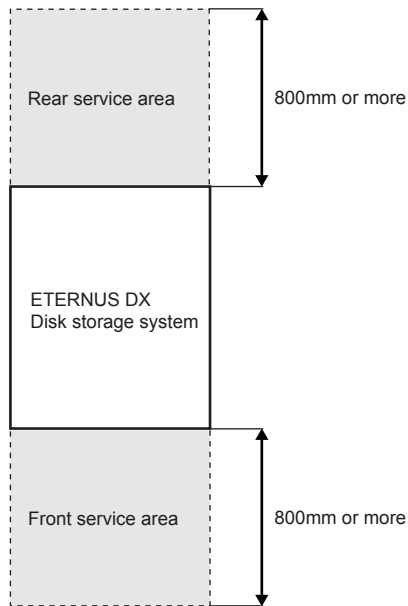 Rear service area
800mm or more
ETERNUS DX
Disk storage system
Front service area
800mm or more